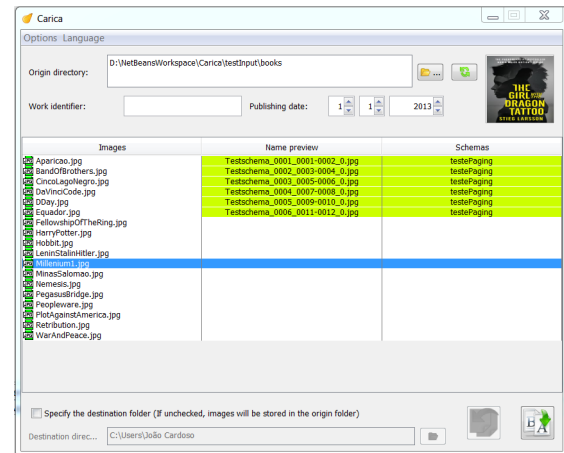 Carica
Options Language
Origin directory:
D:\NetBeansWorkspace\Carica\testInput\books
...
Work identifier:
Publishing date:
1
1
2013
THE
GIRL
DRAGON
TATTOO
STIEG LARSSON
Images Name preview Schemas
Aparicao.jpg Testschema_0001_0001-0002_0.jpg testePaging
BandOfBrothers.jpg Testschema_0002_0003-0004_0.jpg testePaging
CincoLagoNegro.jpg Testschema_0003_0005-0006_0.jpg testePaging
DaVinciCode.jpg Testschema_0004_0007-0008_0.jpg testePaging
DDay.jpg Testschema_0005_0009-0010_0.jpg testePaging
Equador.jpg Testschema_0006_0011-0012_0.jpg testePaging
FellowshipOfTheRing.jpg
HarryPotter.jpg
Hobbit.jpg
LeninStalinHitler.jpg
Millenium1.jpg
MinasSalomao.jpg
Nemesis.jpg
PegasusBridge.jpg
Peopleware.jpg
PlotAgainstAmerica.jpg
Retribution.jpg
WarAndPeace.jpg
Specify the destination folder (If unchecked, images will be stored in the origin folder)
Destination direc... C:\Users\João Cardoso
B A